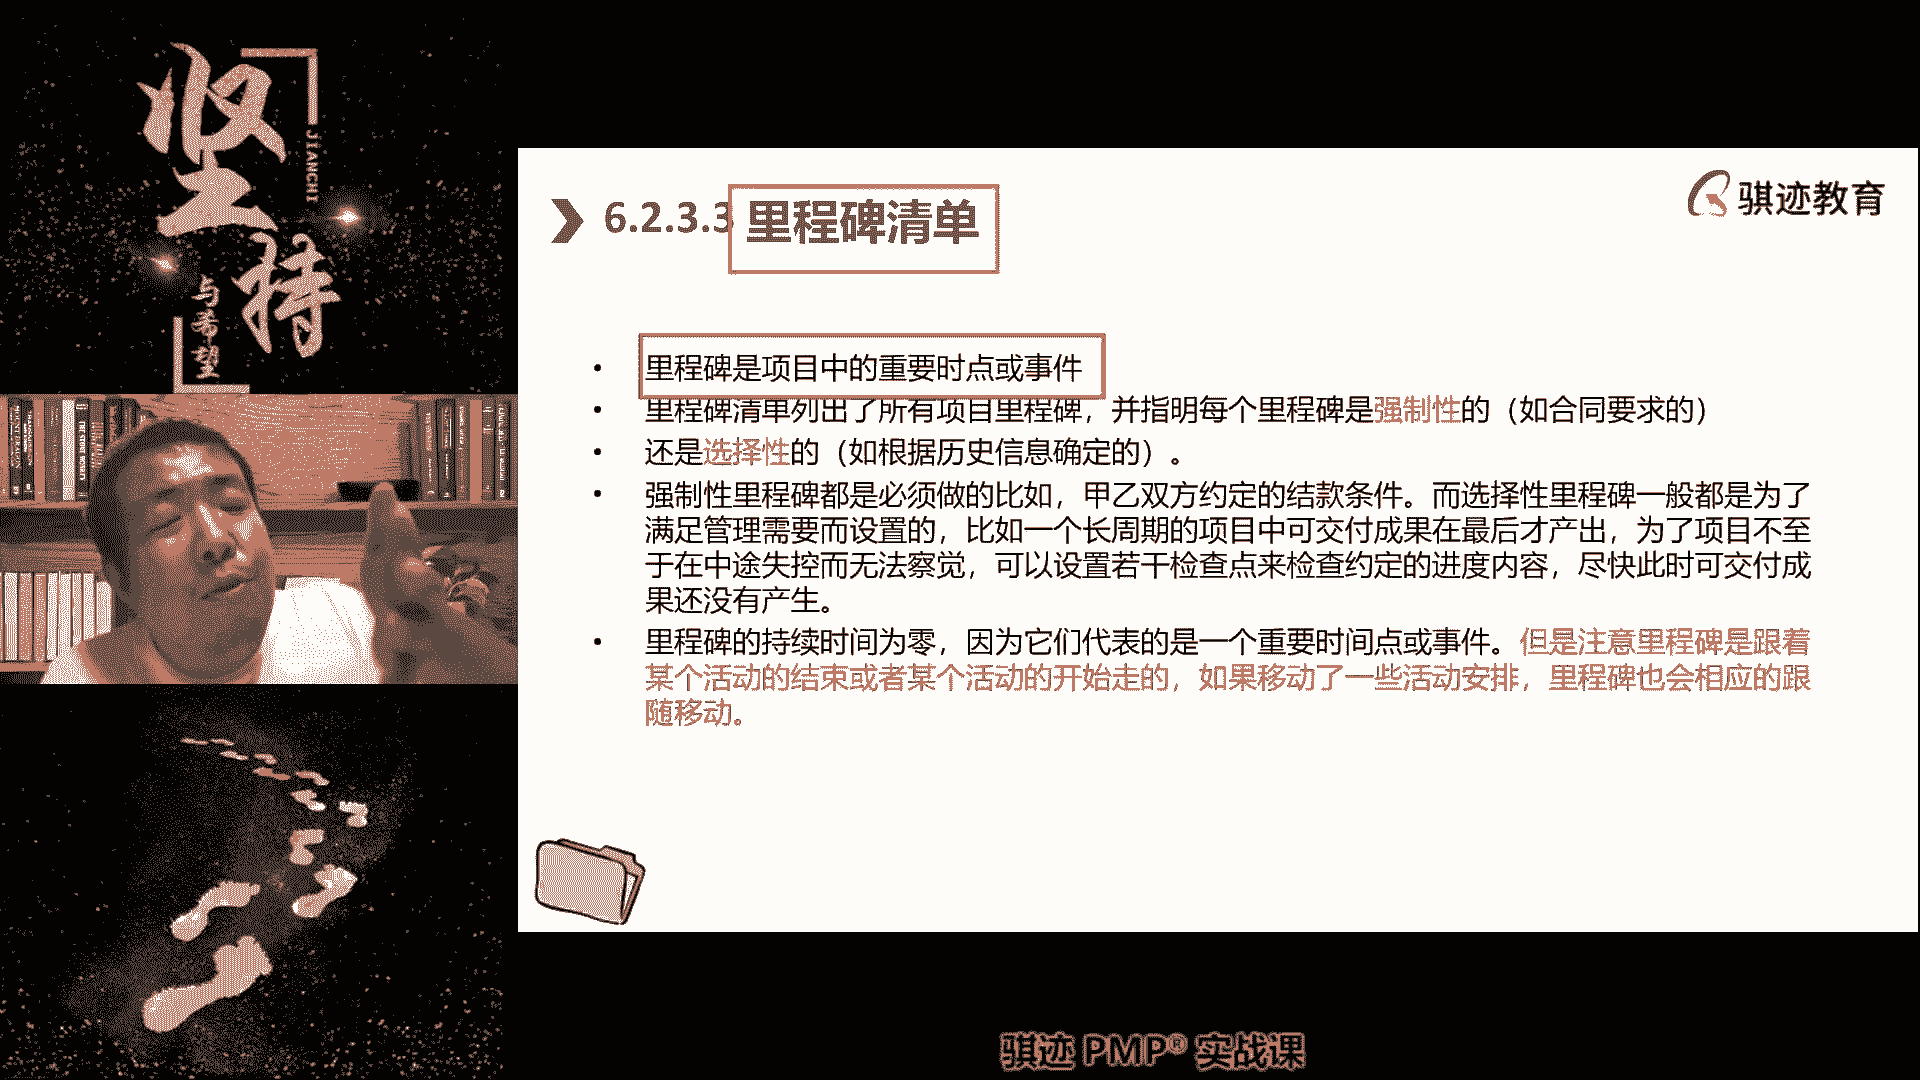 坚持
JIANCHI
与希望
骐迹教育
6.2.3.3 里程碑清单
• 里程碑是项目中的重要时点或事件
• 里程碑清单列出了所有项目里程碑，并指明每个里程碑是强制性的（如合同要求的）
• 还是选择性的（如根据历史信息确定的）。
• 强制性里程碑都是必须做的比如，甲乙双方约定的结款条件。而选择性里程碑一般都是为了
满足管理需要而设置的，比如一个长周期的项目中可交付成果在最后才产出，为了项目不至
于在中途失控而无法察觉，可以设置若干检查点来检查约定的进度内容，尽快此时可交付成
果还没有产生。
• 里程碑的持续时间为零，因为它们代表的是一个重要时间点或事件。但是注意里程碑是跟着
某个活动的结束或者某个活动的开始走的，如果移动了一些活动安排，里程碑也会相应的跟
随移动。
骐迹 PMP® 实战课